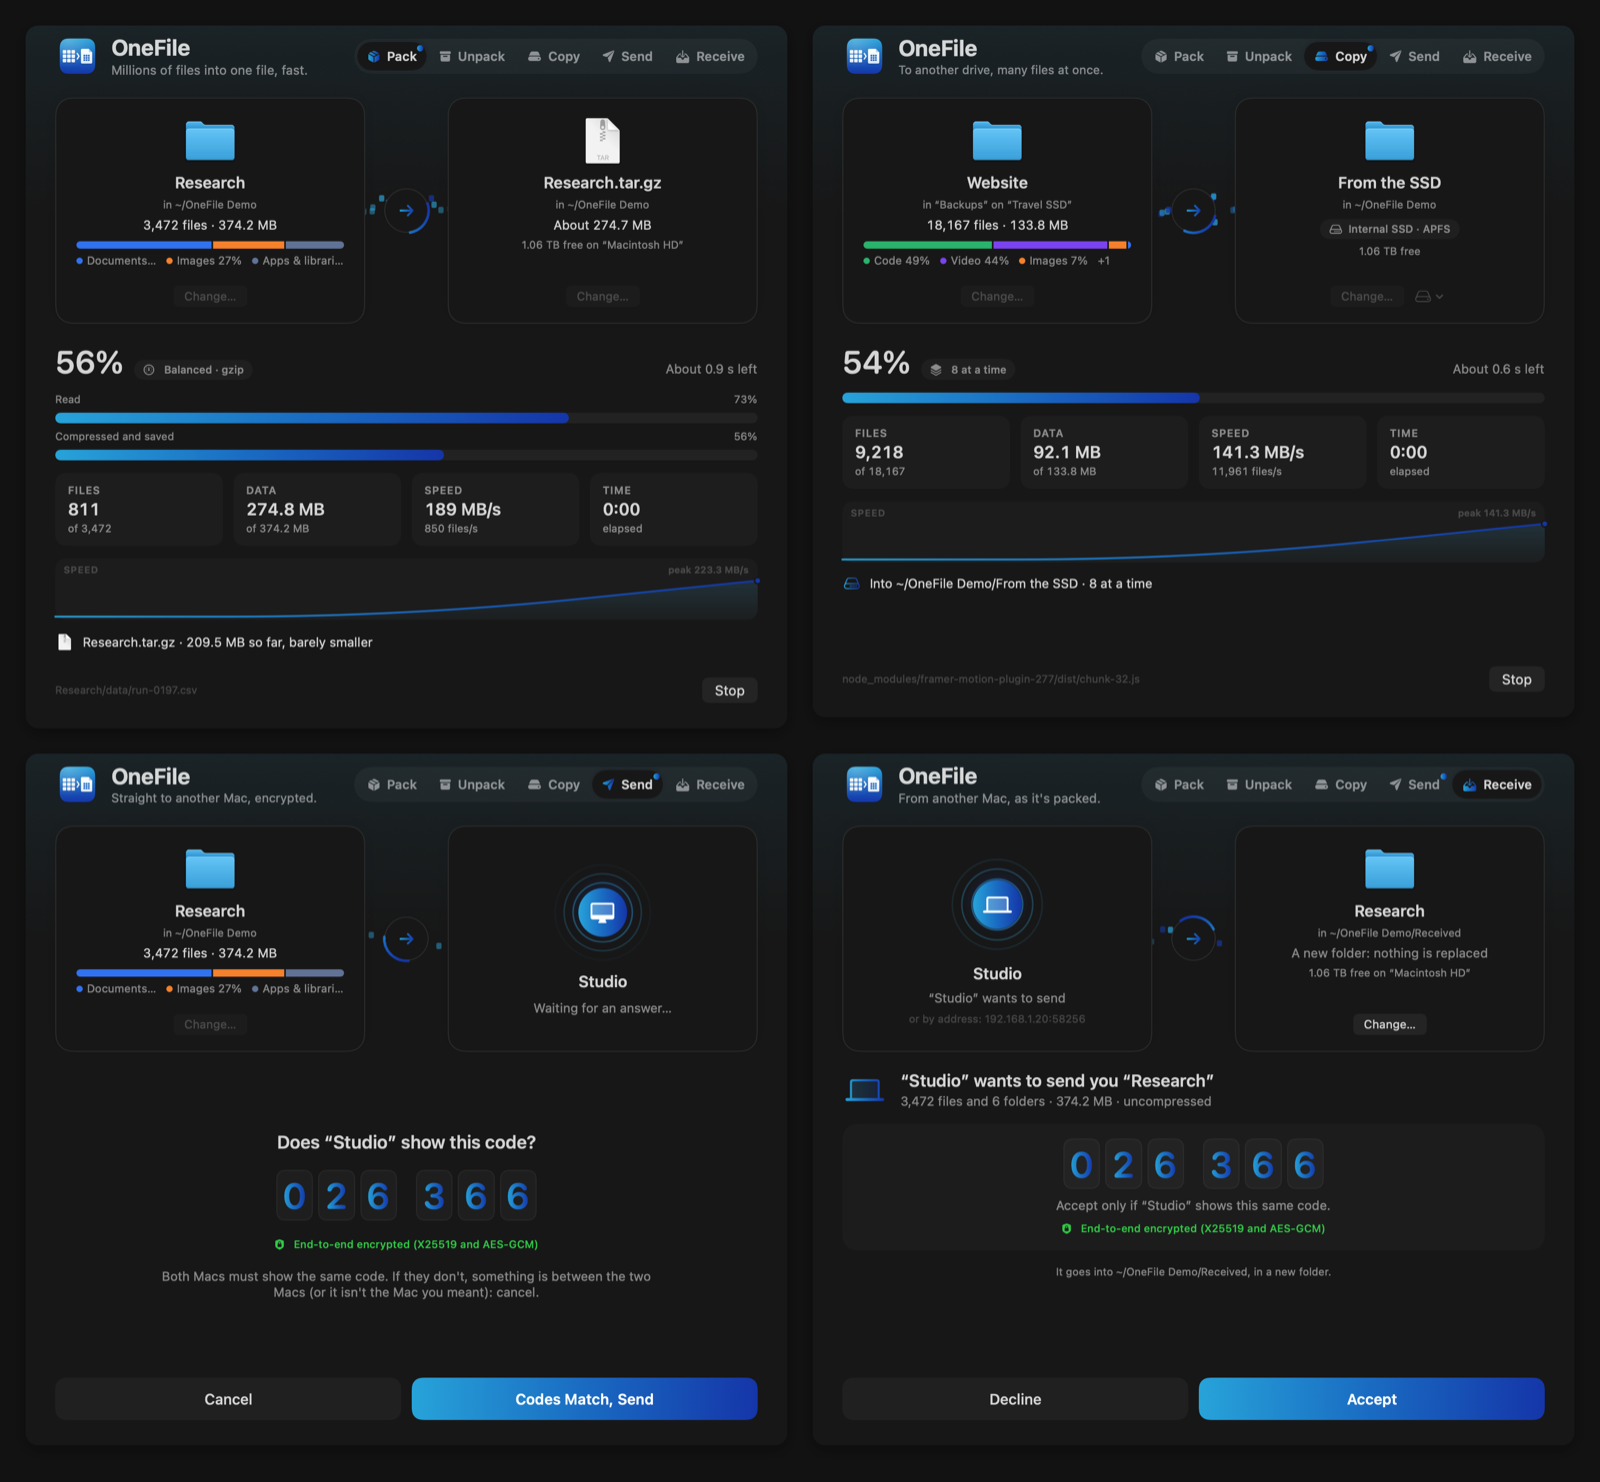 OneFile
Millions of files into one file, fast.
Pack
Unpack
Copy
Send
Receive
Research
in ~/OneFile Demo
3,472 files · 374.2 MB
Documents...
Images 27%
Apps & librari...
Change...
TAR
Research.tar.gz
in ~/OneFile Demo
About 274.7 MB
1.06 TB free on “Macintosh HD”
Change...
56%
Balanced · gzip
About 0.9 s left
Read
73%
Compressed and saved
56%
FILES
811
of 3,472
DATA
274.8 MB
of 374.2 MB
SPEED
189 MB/s
850 files/s
TIME
0:00
elapsed
SPEED
peak 223.3 MB/s
Research.tar.gz · 209.5 MB so far, barely smaller
Research/data/run-0197.csv
Stop
OneFile
To another drive, many files at once.
Pack
Unpack
Copy
Send
Receive
Website
in “Backups” on “Travel SSD”
18,167 files · 133.8 MB
Code 49%
Video 44%
Images 7%
+1
Change...
From the SSD
in ~/OneFile Demo
Internal SSD · APFS
1.06 TB free
Change...
54%
8 at a time
About 0.6 s left
FILES
9,218
of 18,167
DATA
92.1 MB
of 133.8 MB
SPEED
141.3 MB/s
11,961 files/s
TIME
0:00
elapsed
SPEED
peak 141.3 MB/s
Into ~/OneFile Demo/From the SSD · 8 at a time
node_modules/framer-motion-plugin-277/dist/chunk-32.js
Stop
OneFile
Straight to another Mac, encrypted.
Pack
Unpack
Copy
Send
Receive
Research
in ~/OneFile Demo
3,472 files · 374.2 MB
Documents...
Images 27%
Apps & librari...
Change...
Studio
Waiting for an answer...
Does “Studio” show this code?
026 366
End-to-end encrypted (X25519 and AES-GCM)
Both Macs must show the same code. If they don't, something is between the two
Macs (or it isn't the Mac you meant): cancel.
Cancel
Codes Match, Send
OneFile
From another Mac, as it's packed.
Pack
Unpack
Copy
Send
Receive
Studio
“Studio” wants to send
or by address: 192.168.1.20:58256
Research
in ~/OneFile Demo/Received
A new folder: nothing is replaced
1.06 TB free on “Macintosh HD”
Change...
“Studio” wants to send you “Research”
3,472 files and 6 folders · 374.2 MB · uncompressed
026 366
Accept only if “Studio” shows this same code.
End-to-end encrypted (X25519 and AES-GCM)
It goes into ~/OneFile Demo/Received, in a new folder.
Decline
Accept